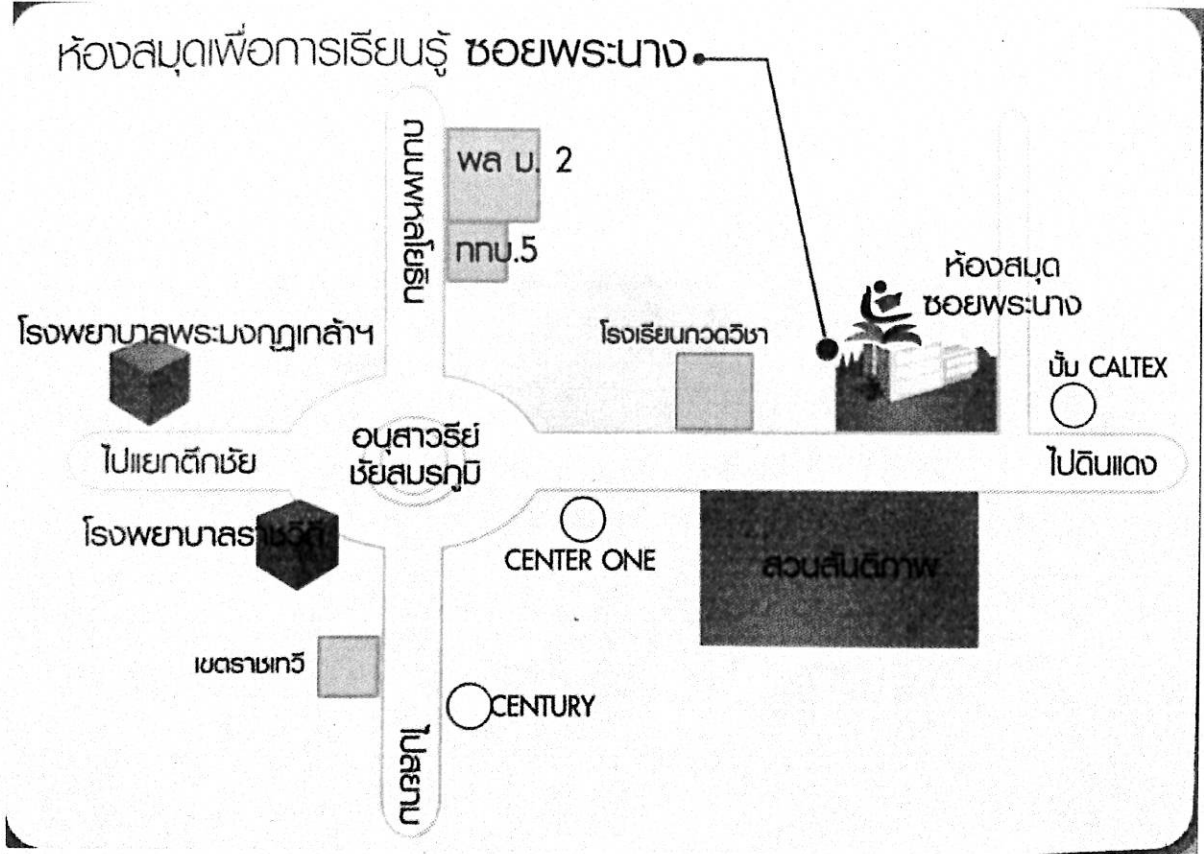 ห้องสมุดเพื่อการเรียนรู้ ซอยพระนาง
ถนนพหลโยธิน
พล ม. 2
ททบ.5
ห้องสมุด
ซอยพระนาง
โรงพยาบาลพระมงกุฎเกล้าฯ
โรงเรียนกวดวิชา
ปั้ม CALTEX
อนุสาวรีย์
ชัยสมรภูมิ
ไปแยกตึกชัย
ไปดินแดง
โรงพยาบาลราชวิถี
CENTER ONE
สวนสันติภาพ
เขตราชเทวี
CENTURY
ไปสยาม